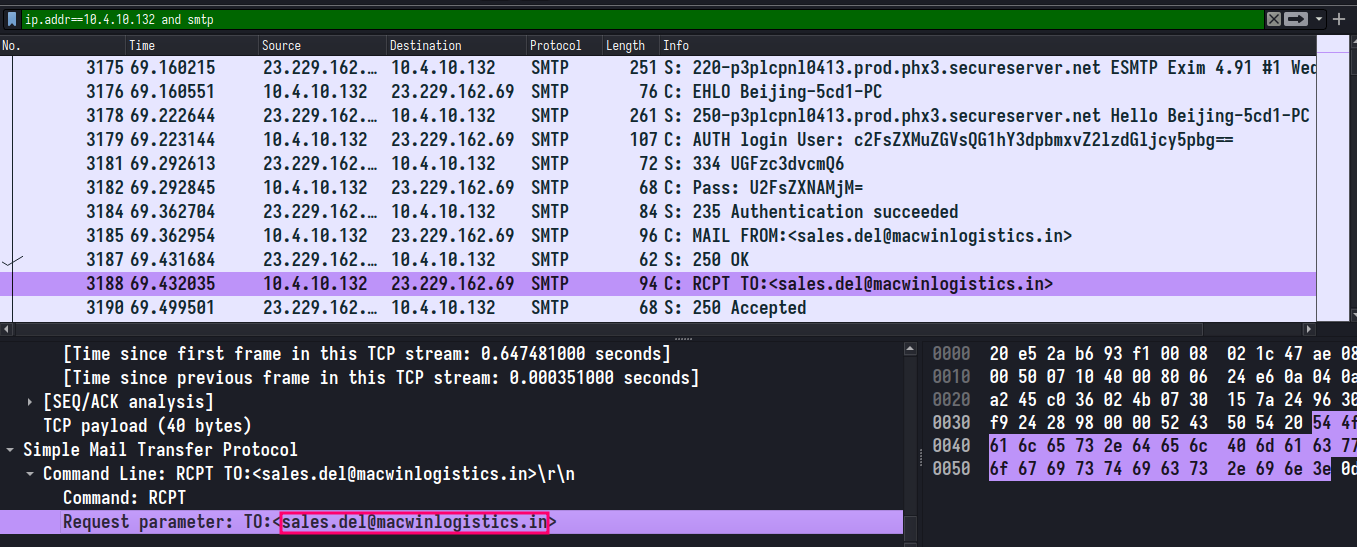 ip.addr==10.4.10.132 and smtp
No. Time Source Destination Protocol Length Info
3175 69.160215 23.229.162.… 10.4.10.132 SMTP 251 S: 220-p3plcpnl0413.prod.phx3.secureserver.net ESMTP Exim 4.91 #1 Wed
3176 69.160551 10.4.10.132 23.229.162.69 SMTP 76 C: EHLO Beijing-5cd1-PC
3178 69.222644 23.229.162.… 10.4.10.132 SMTP 261 S: 250-p3plcpnl0413.prod.phx3.secureserver.net Hello Beijing-5cd1-PC
3179 69.223144 10.4.10.132 23.229.162.69 SMTP 107 C: AUTH login User: c2FsZXMuZGVsQG1hY3dpbmxvZ2lzdGljcy5pbg==
3181 69.292613 23.229.162.… 10.4.10.132 SMTP 72 S: 334 UGFzc3dvcmQ6
3182 69.292845 10.4.10.132 23.229.162.69 SMTP 68 C: Pass: U2FsZXNAMjM=
3184 69.362704 23.229.162.… 10.4.10.132 SMTP 84 S: 235 Authentication succeeded
3185 69.362954 10.4.10.132 23.229.162.69 SMTP 96 C: MAIL FROM:<sales.del@macwinlogistics.in>
3187 69.431684 23.229.162.… 10.4.10.132 SMTP 62 S: 250 OK
3188 69.432035 10.4.10.132 23.229.162.69 SMTP 94 C: RCPT TO:<sales.del@macwinlogistics.in>
3190 69.499501 23.229.162.… 10.4.10.132 SMTP 68 S: 250 Accepted
[Time since first frame in this TCP stream: 0.647481000 seconds]
[Time since previous frame in this TCP stream: 0.000351000 seconds]
[SEQ/ACK analysis]
TCP payload (40 bytes)
Simple Mail Transfer Protocol
Command Line: RCPT TO:<sales.del@macwinlogistics.in>\r\n
Command: RCPT
Request parameter: TO:<sales.del@macwinlogistics.in>
0000 20 e5 2a b6 93 f1 00 08 02 1c 47 ae 08
0010 00 50 07 10 40 00 80 06 24 e6 0a 04 0a
0020 a2 45 c0 36 02 4b 07 30 15 7a 24 96 30
0030 f9 24 28 98 00 00 52 43 50 54 20 54 4f
0040 61 6c 65 73 2e 64 65 6c 40 6d 61 63 77
0050 6f 67 69 73 74 69 63 73 2e 69 6e 3e 0d